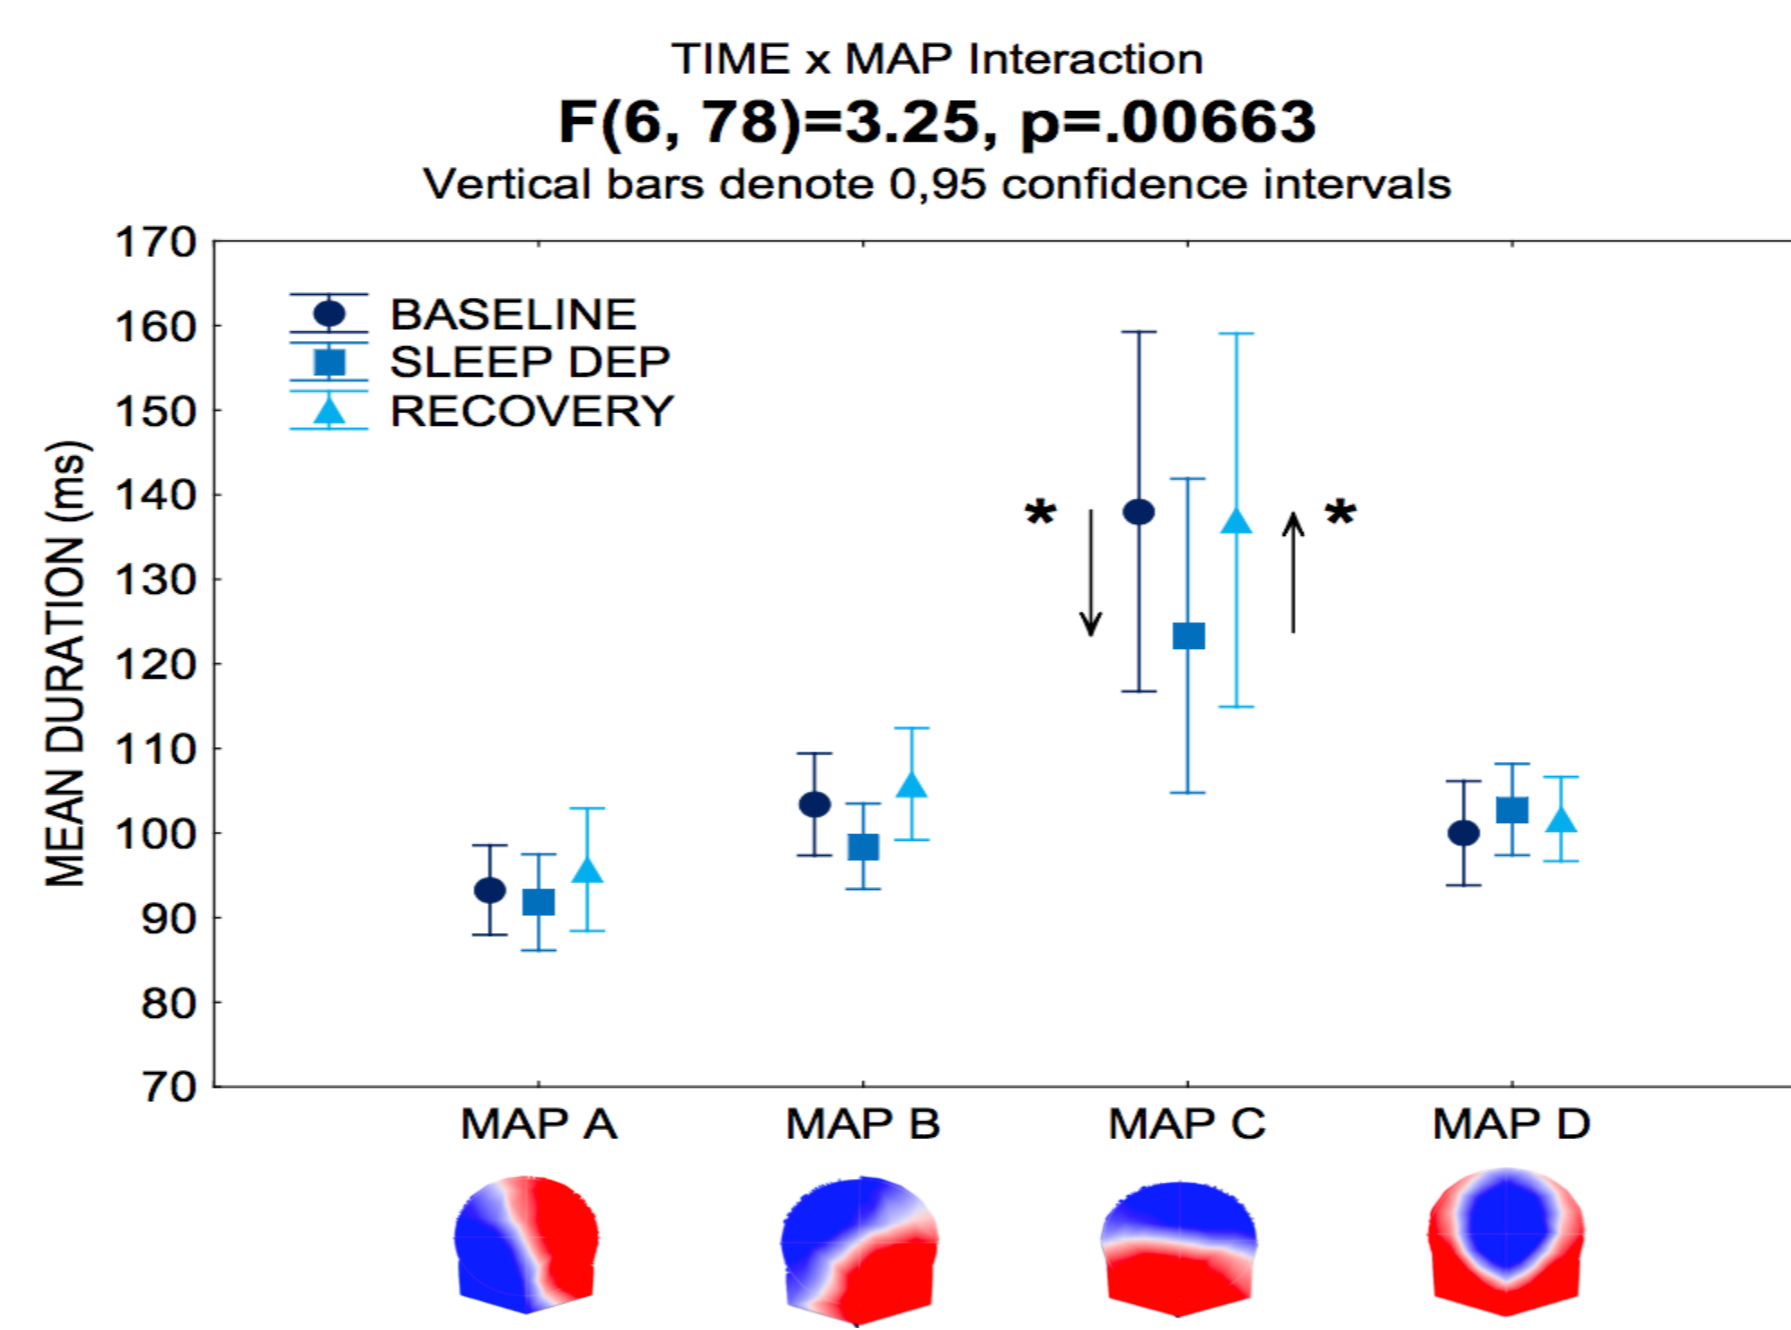 TIME x MAP Interaction
F(6, 78)=3.25, p=.00663
Vertical bars denote 0,95 confidence intervals
170
160
150
140
130
120
110
100
90
80
70
MEAN DURATION (ms)
BASELINE
SLEEP DEP
RECOVERY
* *
MAP A MAP B MAP C MAP D